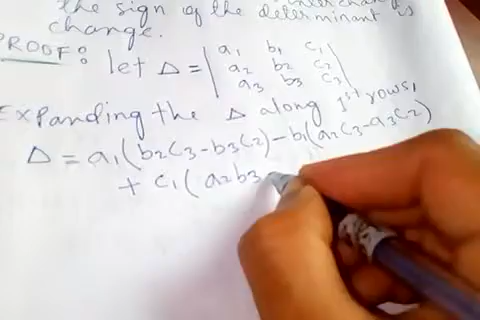 the sign of the determinant is
change.
PROOF: let Δ = | a1 b1 c1
a2 b2 c2
a3 b3 c3 |
Expanding the Δ along 1st rows,
Δ = a1(b2c3-b3c2)-b1(a2c3-a3c2)
+ c1(a2b3